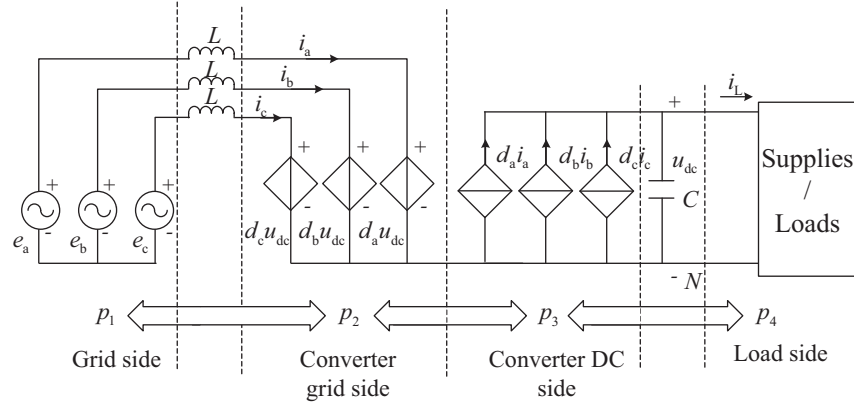 L
i_a
L
i_b
L
i_c
+
+
+
+
+
+
-
-
-
e_a
e_b
e_c
-
-
-
d_c u_dc
d_b u_dc
d_a u_dc
d_a i_a
d_b i_b
d_c i_c
+
u_dc
C
- N
i_L
Supplies
/
Loads
p_1
p_2
p_3
p_4
Grid side
Converter
grid side
Converter DC
side
Load side